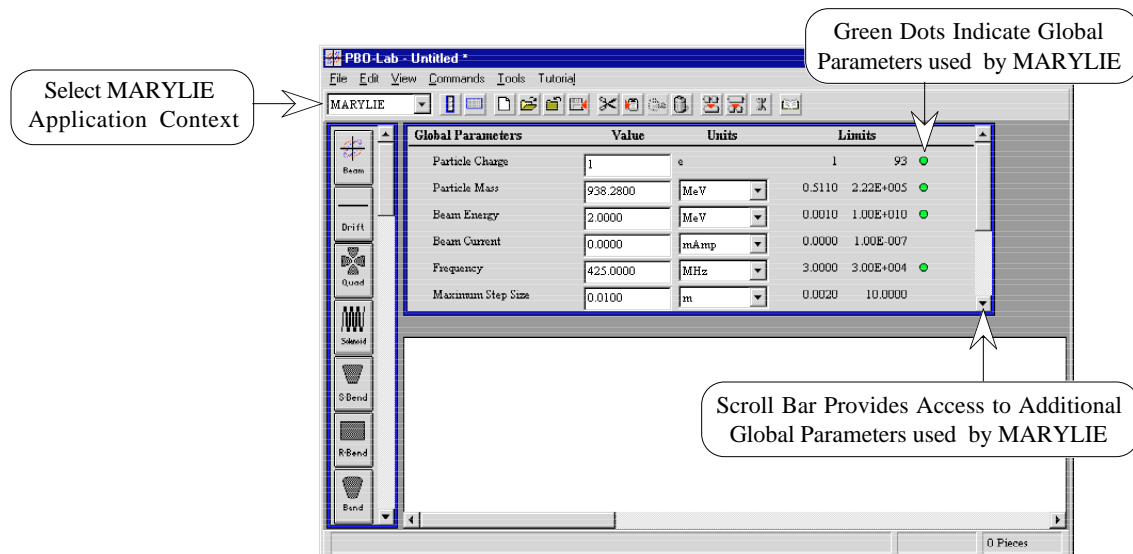 Green Dots Indicate Global
Parameters used by MARYLIE
Select MARYLIE
Application Context
PBO-Lab - Untitled *
File Edit View Commands Tools Tutorial
MARYLIE
Global Parameters Value Units Limits
Particle Charge 1 e 1 93
Particle Mass 938.2800 MeV 0.5110 2.22E+005
Beam Energy 2.0000 MeV 0.0010 1.00E+010
Beam Current 0.0000 mAmp 0.0000 1.00E-007
Frequency 425.0000 MHz 3.0000 3.00E+004
Maximum Step Size 0.0100 m 0.0020 10.0000
Beam
Drift
Quad
Solenoid
S-Bend
R-Bend
Bend
Scroll Bar Provides Access to Additional
Global Parameters used by MARYLIE
0 Pieces